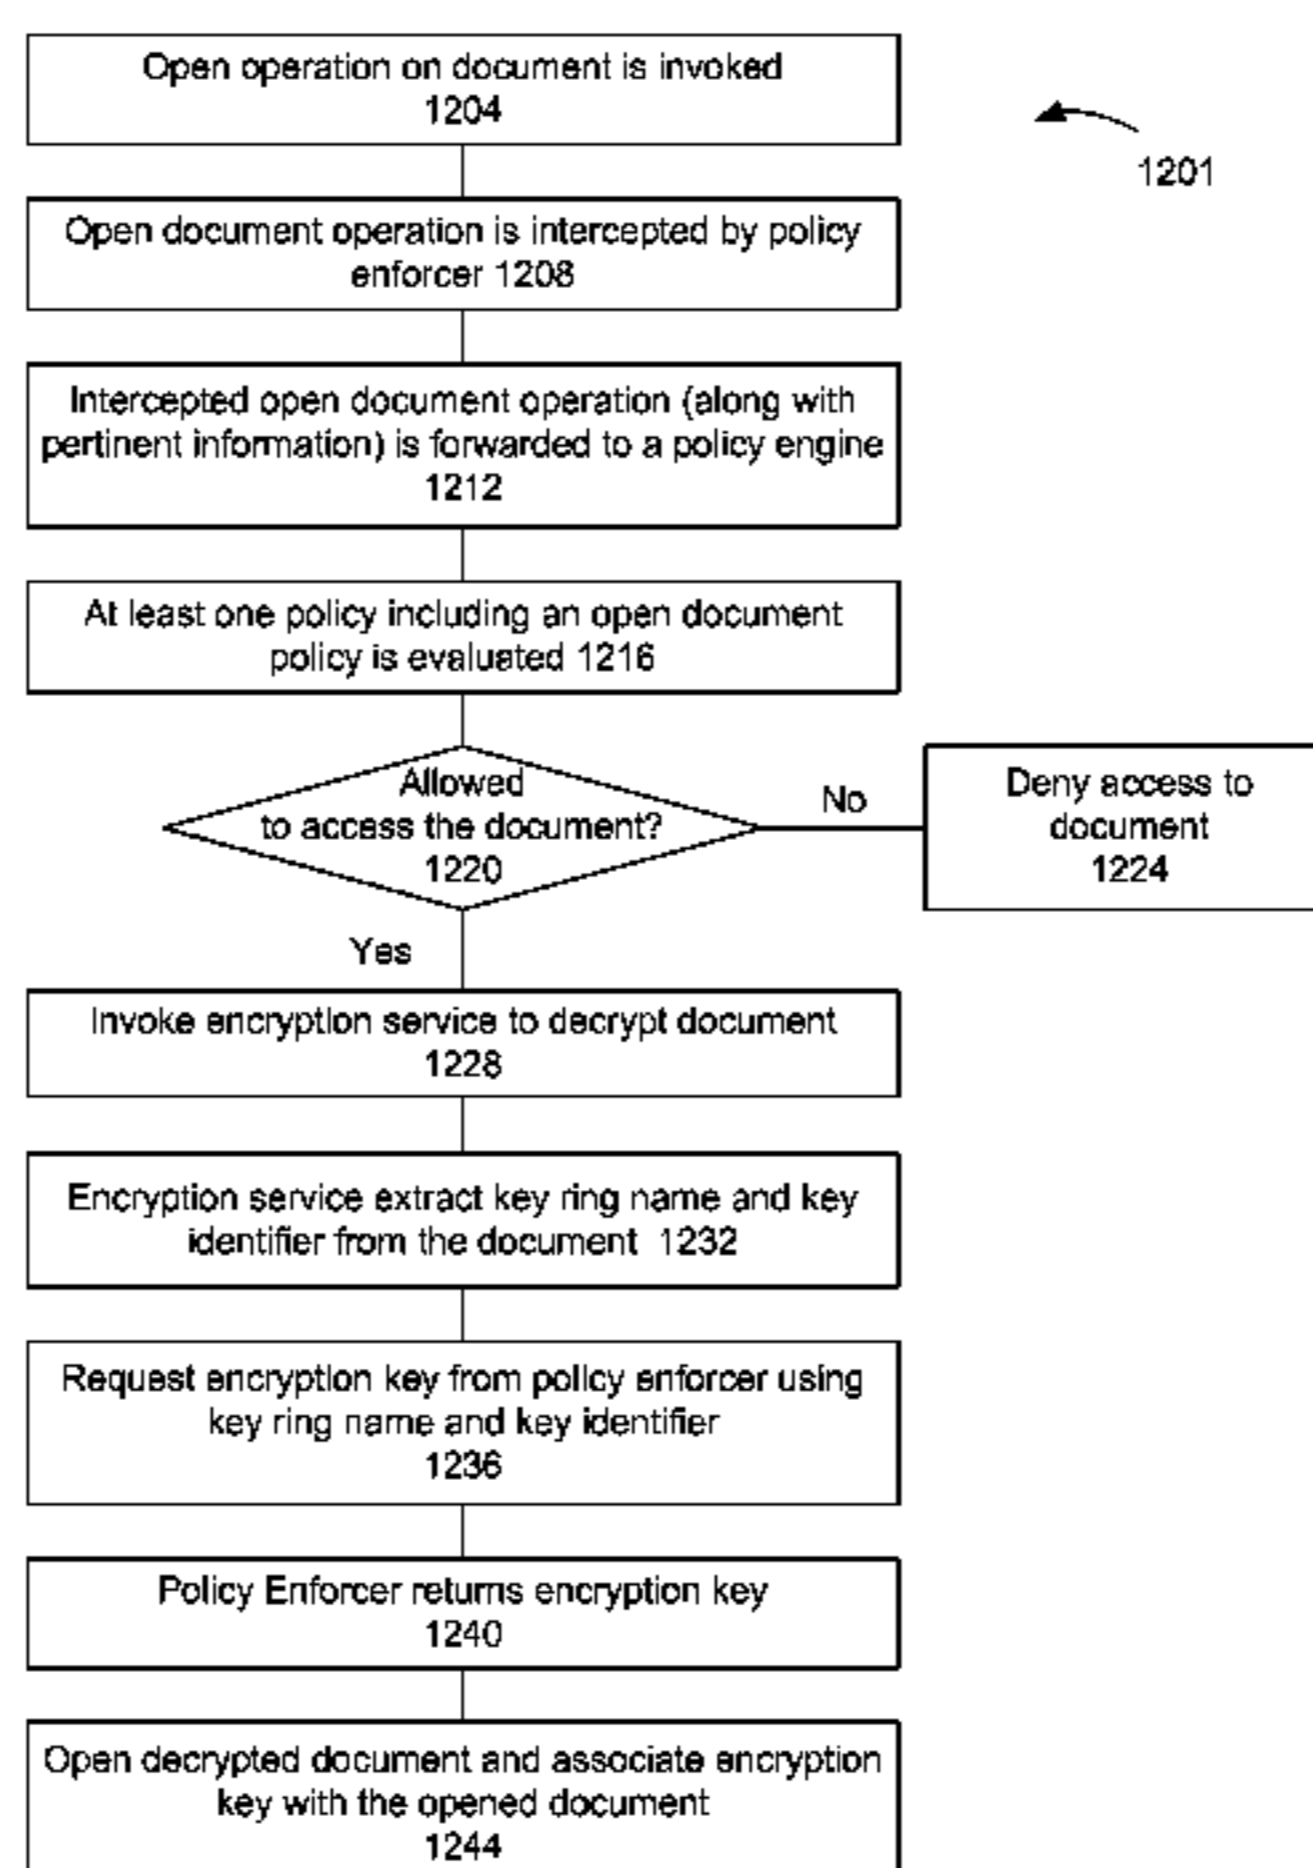 Open operation on document is invoked
1204
1201
Open document operation is intercepted by policy
enforcer 1208
Intercepted open document operation (along with
pertinent information) is forwarded to a policy engine
1212
At least one policy including an open document
policy is evaluated 1216
Allowed
to access the document?
1220
No
Deny access to
document
1224
Yes
Invoke encryption service to decrypt document
1228
Encryption service extract key ring name and key
identifier from the document 1232
Request encryption key from policy enforcer using
key ring name and key identifier
1236
Policy Enforcer returns encryption key
1240
Open decrypted document and associate encryption
key with the opened document
1244